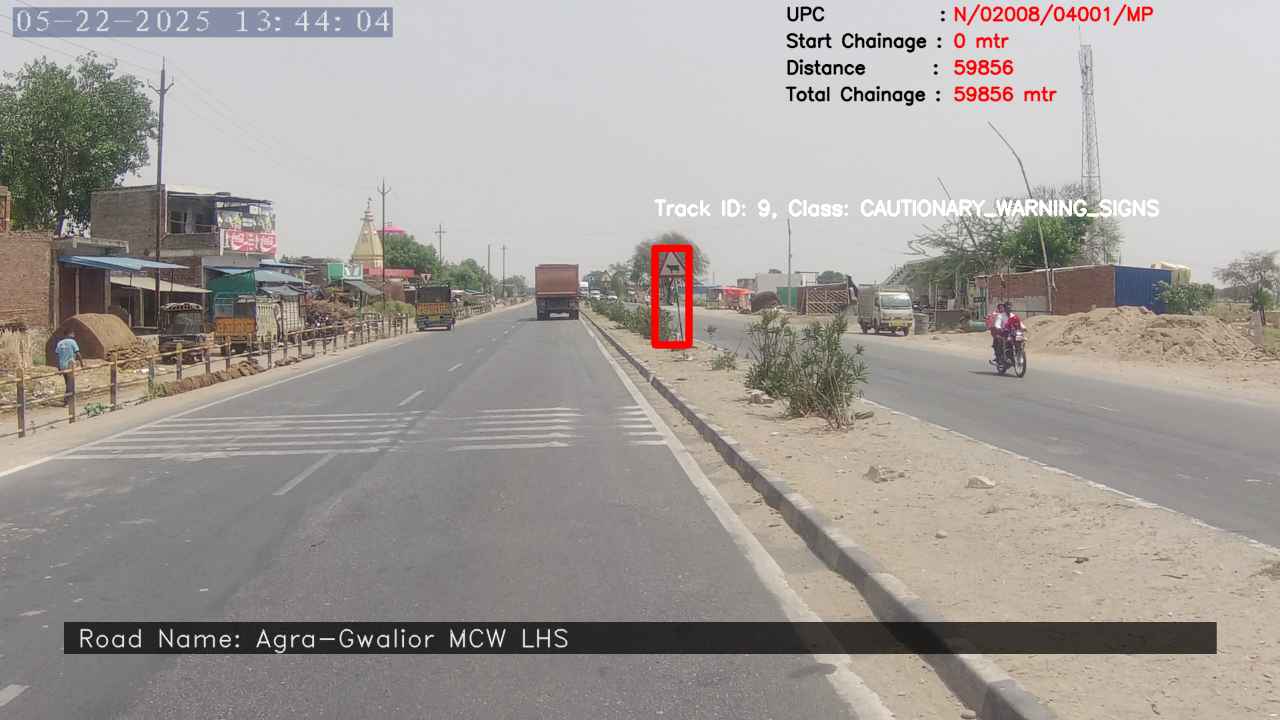 05-22-2025 13:44:04
UPC : N/02008/04001/MP
Start Chainage : 0 mtr
Distance : 59856
Total Chainage : 59856 mtr
Track ID: 9, Class: CAUTIONARY_WARNING_SIGNS
Road Name: Agra-Gwalior MCW LHS